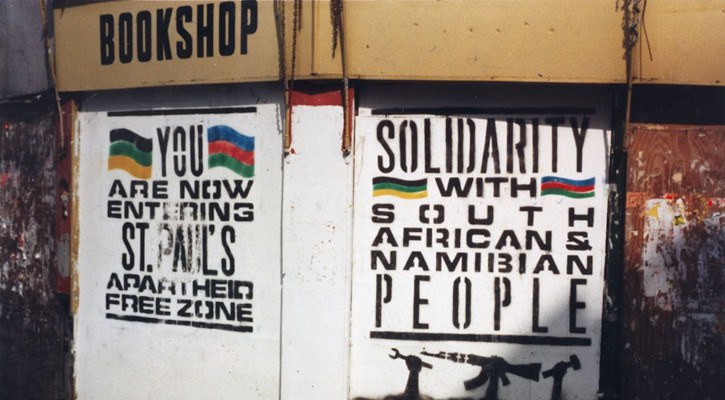 BOOKSHOP
YOU
ARE NOW
ENTERING
ST. PAUL'S
APARTHEID
FREE ZONE
SOLIDARITY
WITH
SOUTH
AFRICAN &
NAMIBIAN
PEOPLE